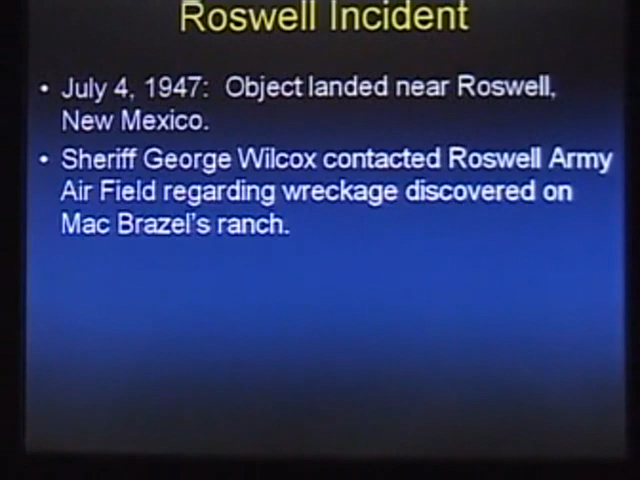 Roswell Incident
• July 4, 1947: Object landed near Roswell,
New Mexico.
• Sheriff George Wilcox contacted Roswell Army
Air Field regarding wreckage discovered on
Mac Brazel's ranch.